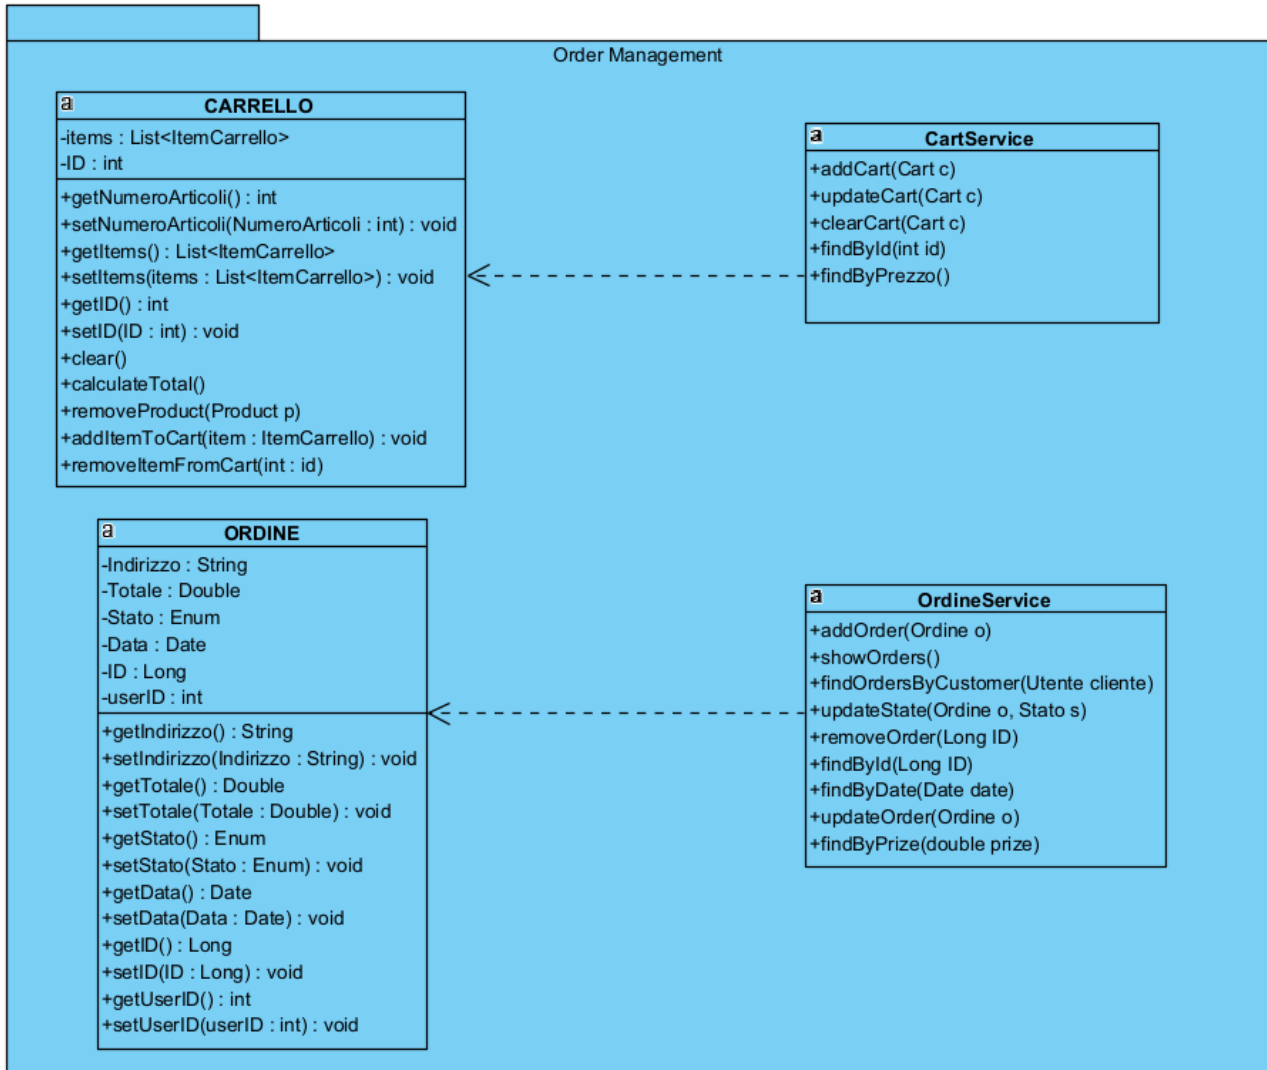 Order Management
a
CARRELLO
-items : List<ItemCarrello>
-ID : int
+getNumeroArticoli() : int
+setNumeroArticoli(NumeroArticoli : int) : void
+getItems() : List<ItemCarrello>
+setItems(items : List<ItemCarrello>) : void
+getID() : int
+setID(ID : int) : void
+clear()
+calculateTotal()
+removeProduct(Product p)
+addItemToCart(item : ItemCarrello) : void
+removeItemFromCart(int : id)
a
CartService
+addCart(Cart c)
+updateCart(Cart c)
+clearCart(Cart c)
+findById(int id)
+findByPrezzo()
a
ORDINE
-Indirizzo : String
-Totale : Double
-Stato : Enum
-Data : Date
-ID : Long
-userID : int
+getIndirizzo() : String
+setIndirizzo(Indirizzo : String) : void
+getTotale() : Double
+setTotale(Totale : Double) : void
+getStato() : Enum
+setStato(Stato : Enum) : void
+getData() : Date
+setData(Data : Date) : void
+getID() : Long
+setID(ID : Long) : void
+getUserID() : int
+setUserID(userID : int) : void
a
OrdineService
+addOrder(Ordine o)
+showOrders()
+findOrdersByCustomer(Utente cliente)
+updateState(Ordine o, Stato s)
+removeOrder(Long ID)
+findById(Long ID)
+findByDate(Date date)
+updateOrder(Ordine o)
+findByPrize(double prize)